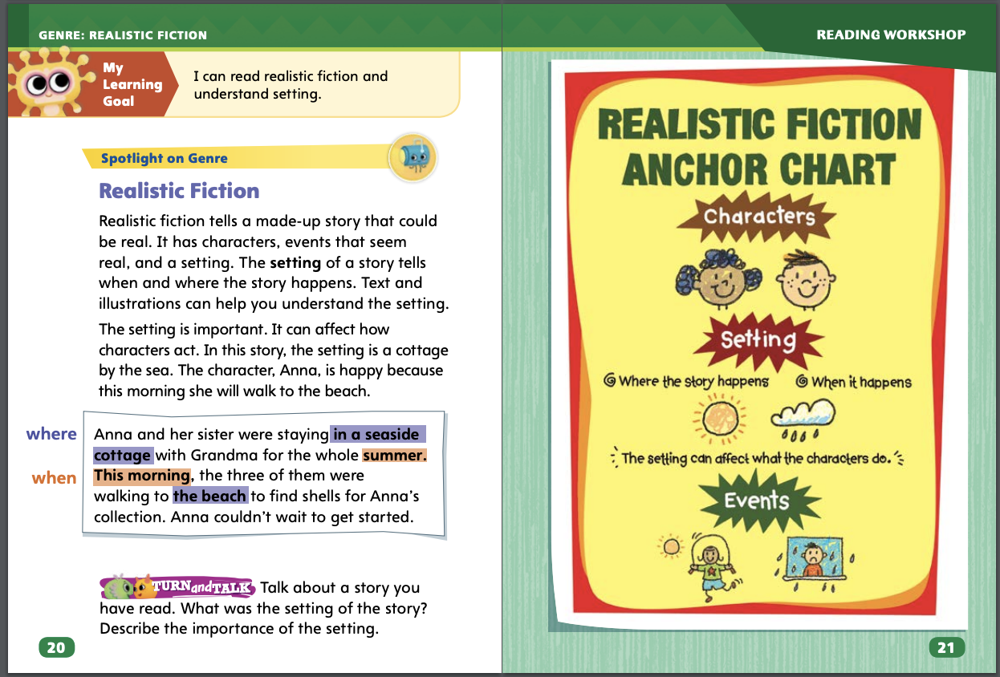 GENRE: REALISTIC FICTION
My
Learning
Goal
I can read realistic fiction and
understand setting.
Spotlight on Genre
Realistic Fiction
Realistic fiction tells a made-up story that could
be real. It has characters, events that seem
real, and a setting. The setting of a story tells
when and where the story happens. Text and
illustrations can help you understand the setting.
The setting is important. It can affect how
characters act. In this story, the setting is a cottage
by the sea. The character, Anna, is happy because
this morning she will walk to the beach.
where
when
Anna and her sister were staying in a seaside
cottage with Grandma for the whole summer.
This morning, the three of them were
walking to the beach to find shells for Anna's
collection. Anna couldn't wait to get started.
TURN and TALK Talk about a story you
have read. What was the setting of the story?
Describe the importance of the setting.
20
READING WORKSHOP
REALISTIC FICTION
ANCHOR CHART
Characters
Setting
Where the story happens
When it happens
The setting can affect what the characters do.
Events
21